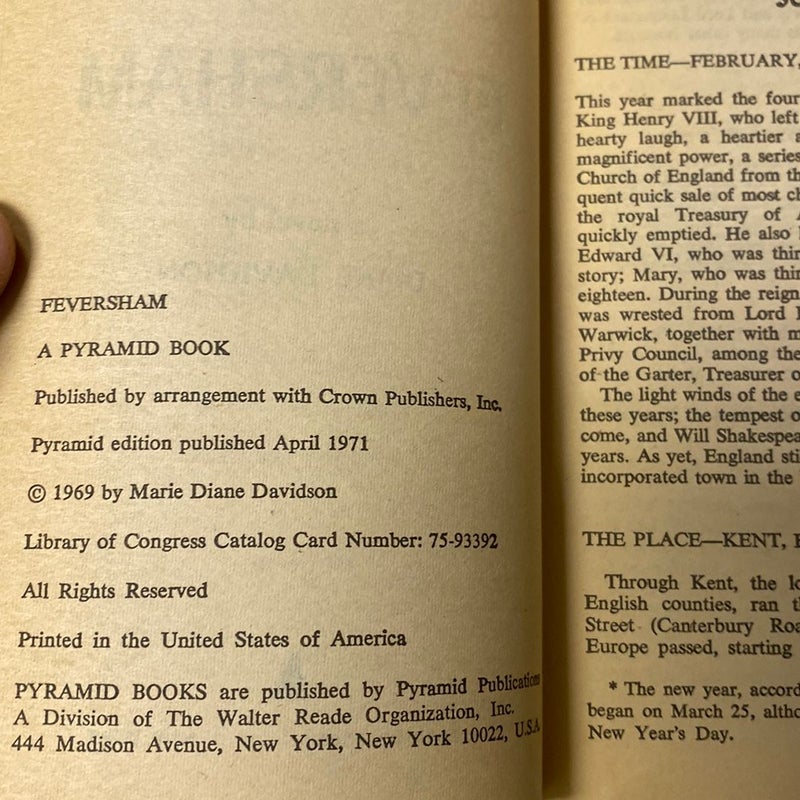 FEVERSHAM
A PYRAMID BOOK
Published by arrangement with Crown Publishers, Inc.
Pyramid edition published April 1971
© 1969 by Marie Diane Davidson
Library of Congress Catalog Card Number: 75-93392
All Rights Reserved
Printed in the United States of America
PYRAMID BOOKS are published by Pyramid Publications
A Division of The Walter Reade Organization, Inc.
444 Madison Avenue, New York, New York 10022, U.S.A
THE TIME—FEBRUARY,
This year marked the four
King Henry VIII, who left
hearty laugh, a heartier
magnificent power, a series
Church of England from th
quent quick sale of most ch
the royal Treasury of
quickly emptied. He also
Edward VI, who was thir
story; Mary, who was thir
eighteen. During the reign
was wrested from Lord
Warwick, together with m
Privy Council, among the
of the Garter, Treasurer o
The light winds of the e
these years; the tempest o
come, and Will Shakespea
years. As yet, England sti
incorporated town in the
THE PLACE—KENT,
Through Kent, the lo
English counties, ran t
Street (Canterbury Roa
Europe passed, starting
* The new year, accord
began on March 25, altho
New Year's Day.